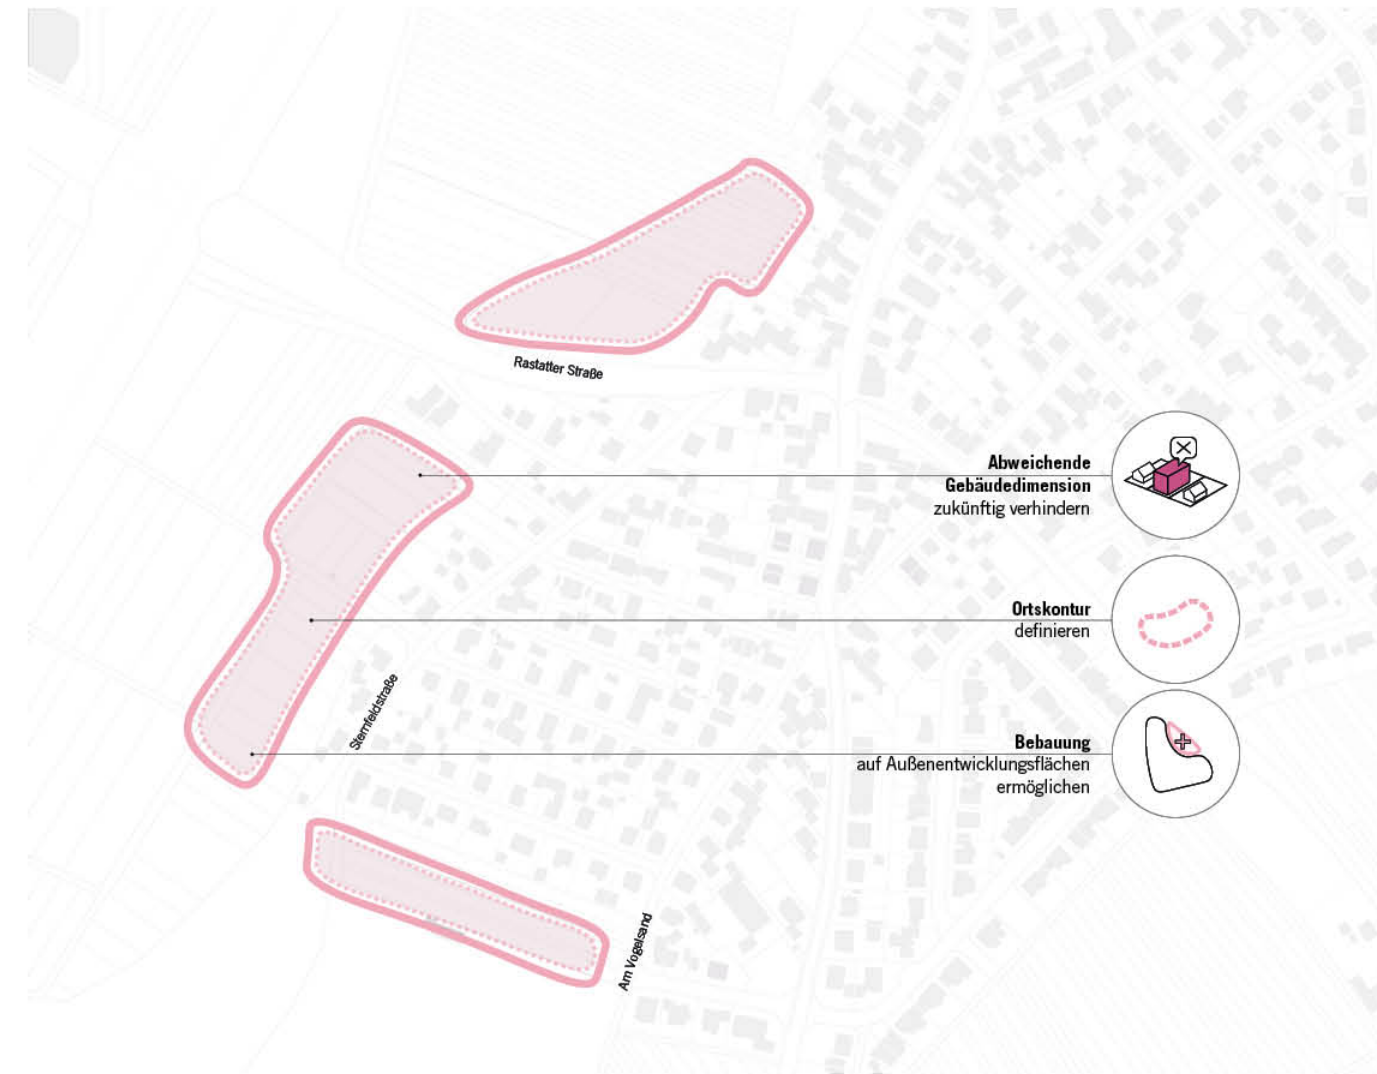 Rastatter Straße
Abweichende
Gebäudedimension
zukünftig verhindern
Ortskontur
definieren
Sternfeldstraße
Bebauung
auf Außenentwicklungsflächen
ermöglichen
Am Vogelsand